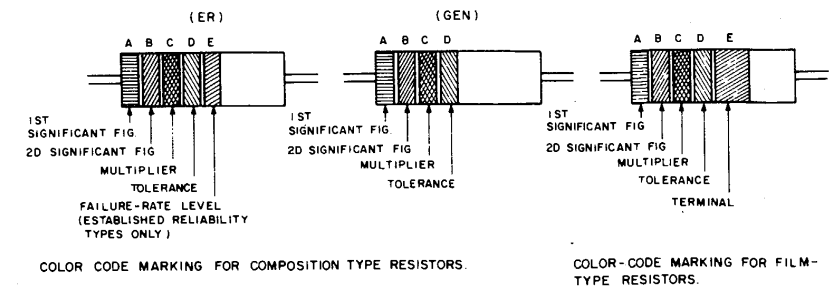 (ER)
A B C D E
1ST
SIGNIFICANT FIG.
2D SIGNIFICANT FIG
MULTIPLIER
TOLERANCE
FAILURE-RATE LEVEL
(ESTABLISHED RELIABILITY
TYPES ONLY)
(GEN)
A B C D
1ST
SIGNIFICANT FIG.
2D SIGNIFICANT FIG
MULTIPLIER
TOLERANCE
A B C D E
1ST
SIGNIFICANT FIG
2D SIGNIFICANT FIG
MULTIPLIER
TOLERANCE
TERMINAL
COLOR CODE MARKING FOR COMPOSITION TYPE RESISTORS.
COLOR-CODE MARKING FOR FILM-
TYPE RESISTORS.